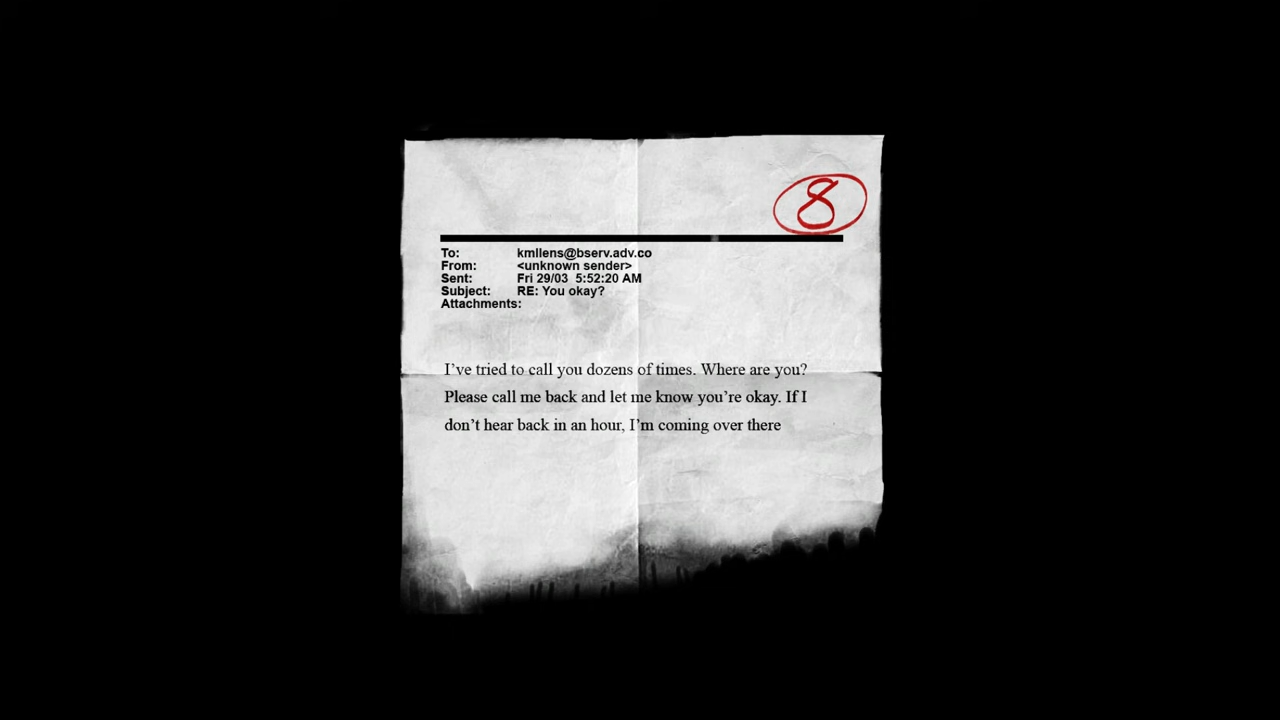 8
To: kmllens@bserv.adv.co
From: <unknown sender>
Sent: Fri 29/03 5:52:20 AM
Subject: RE: You okay?
Attachments:
I’ve tried to call you dozens of times. Where are you?
Please call me back and let me know you’re okay. If I
don’t hear back in an hour, I’m coming over there